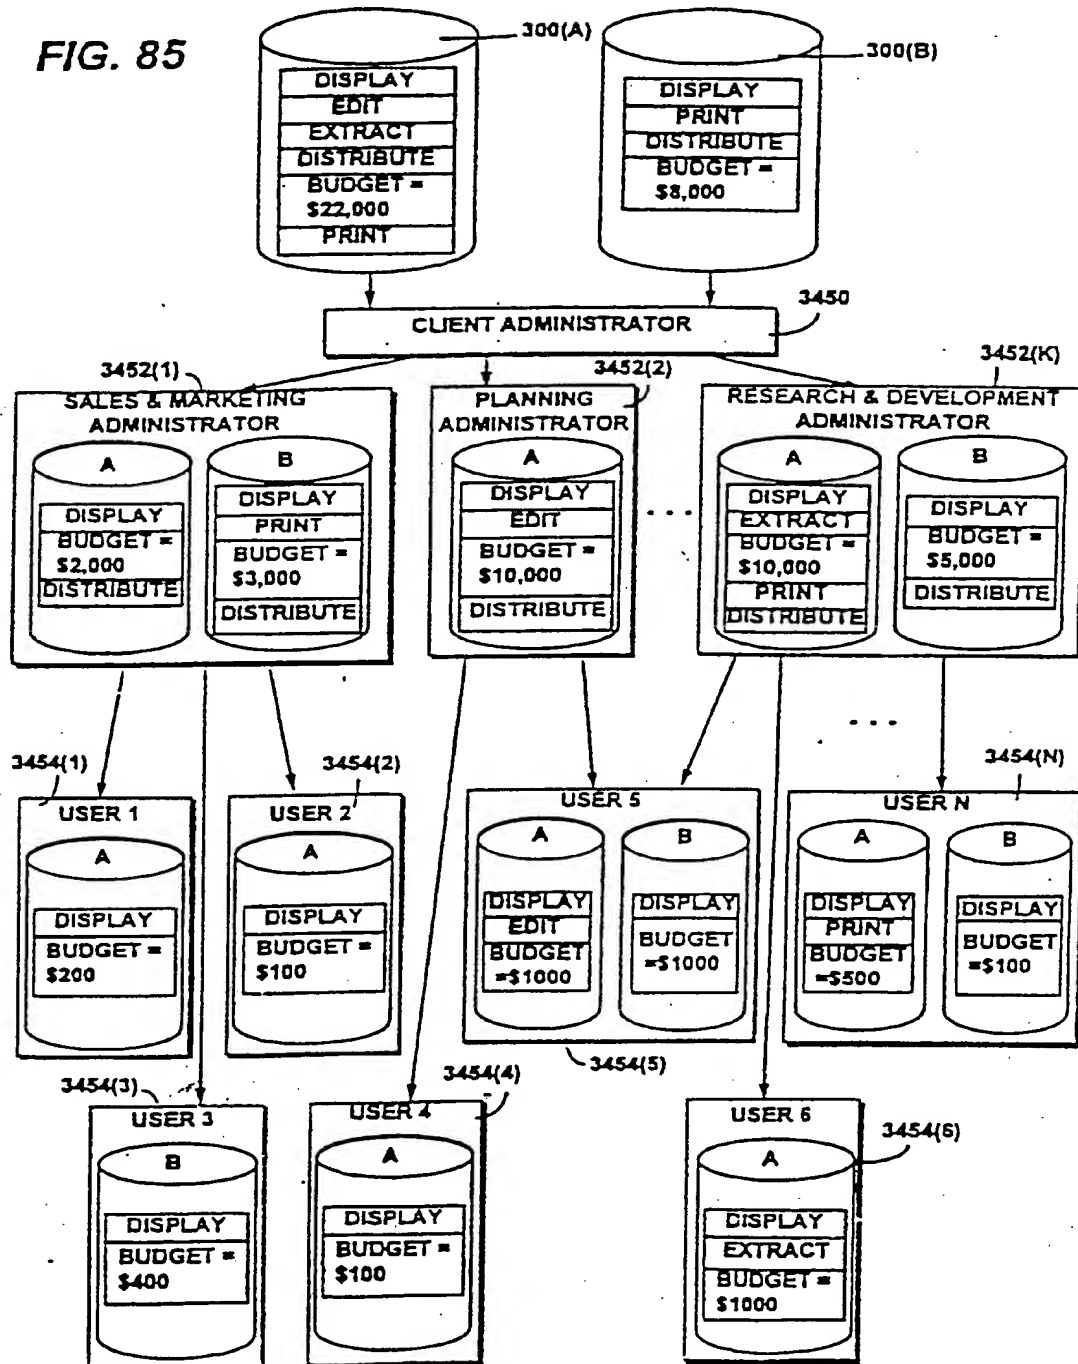 FIG. 85
300(A)
DISPLAY
EDIT
EXTRACT
DISTRIBUTE
BUDGET =
$22,000
PRINT
300(B)
DISPLAY
PRINT
DISTRIBUTE
BUDGET =
$8,000
CLIENT ADMINISTRATOR
3450
3452(1)
SALES & MARKETING
ADMINISTRATOR
A
DISPLAY
BUDGET =
$2,000
DISTRIBUTE
B
DISPLAY
PRINT
BUDGET =
$3,000
DISTRIBUTE
3452(2)
PLANNING
ADMINISTRATOR
A
DISPLAY
EDIT
BUDGET =
$10,000
DISTRIBUTE
. . .
3452(K)
RESEARCH & DEVELOPMENT
ADMINISTRATOR
A
DISPLAY
EXTRACT
BUDGET =
$10,000
PRINT
DISTRIBUTE
B
DISPLAY
BUDGET =
$5,000
DISTRIBUTE
. . .
3454(1)
USER 1
A
DISPLAY
BUDGET =
$200
3454(2)
USER 2
A
DISPLAY
BUDGET =
$100
USER 5
A
DISPLAY
EDIT
BUDGET
=$1000
B
DISPLAY
BUDGET
=$1000
3454(5)
3454(N)
USER N
A
DISPLAY
PRINT
BUDGET
=$500
B
DISPLAY
BUDGET
=$100
3454(3)
USER 3
B
DISPLAY
BUDGET =
$400
3454(4)
USER 4
A
DISPLAY
BUDGET =
$100
USER 6
3454(6)
A
DISPLAY
EXTRACT
BUDGET =
$1000